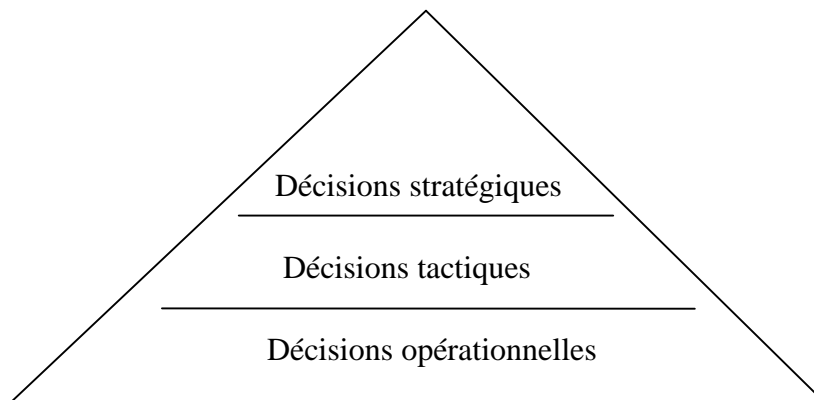 Décisions stratégiques
Décisions tactiques
Décisions opérationnelles